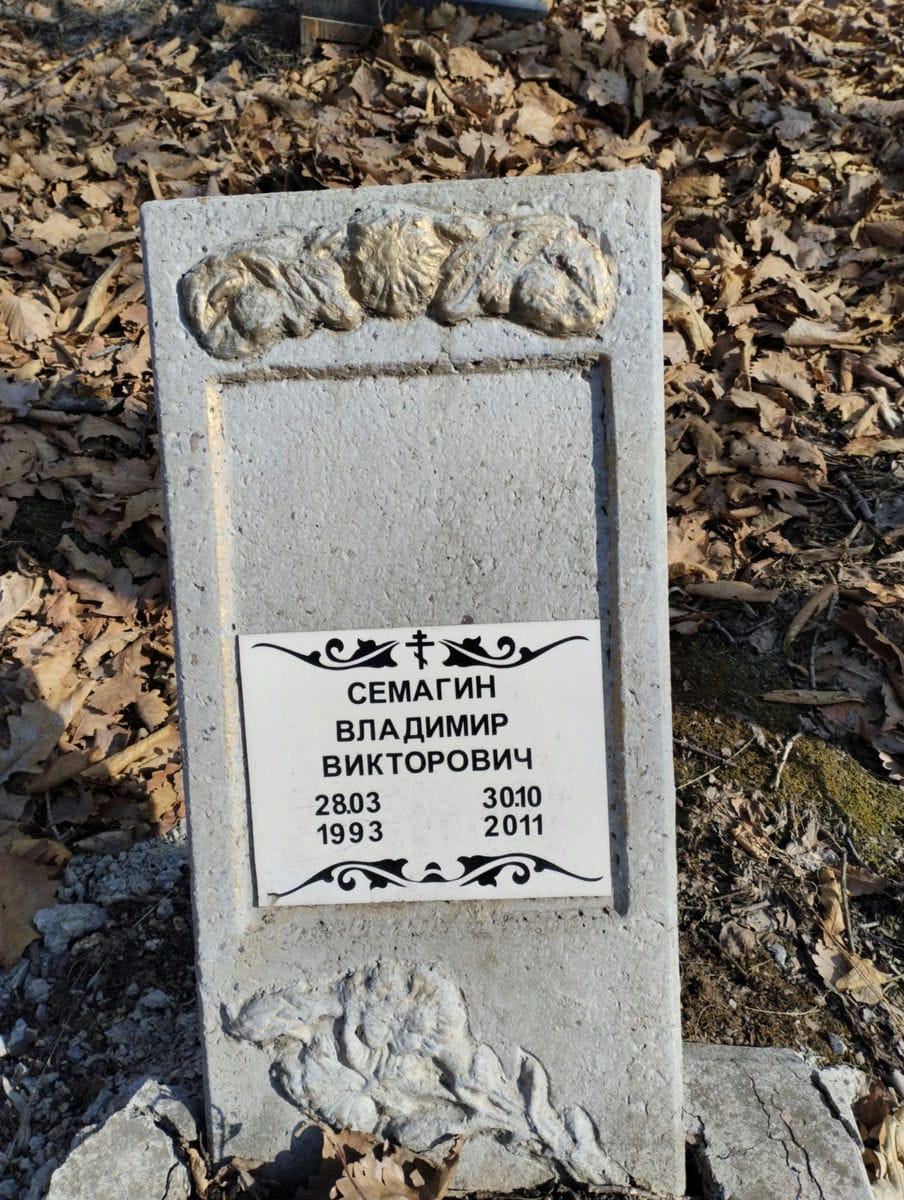 СЕМАГИН
ВЛАДИМИР
ВИКТОРОВИЧ
28.03 30.10
1993 2011